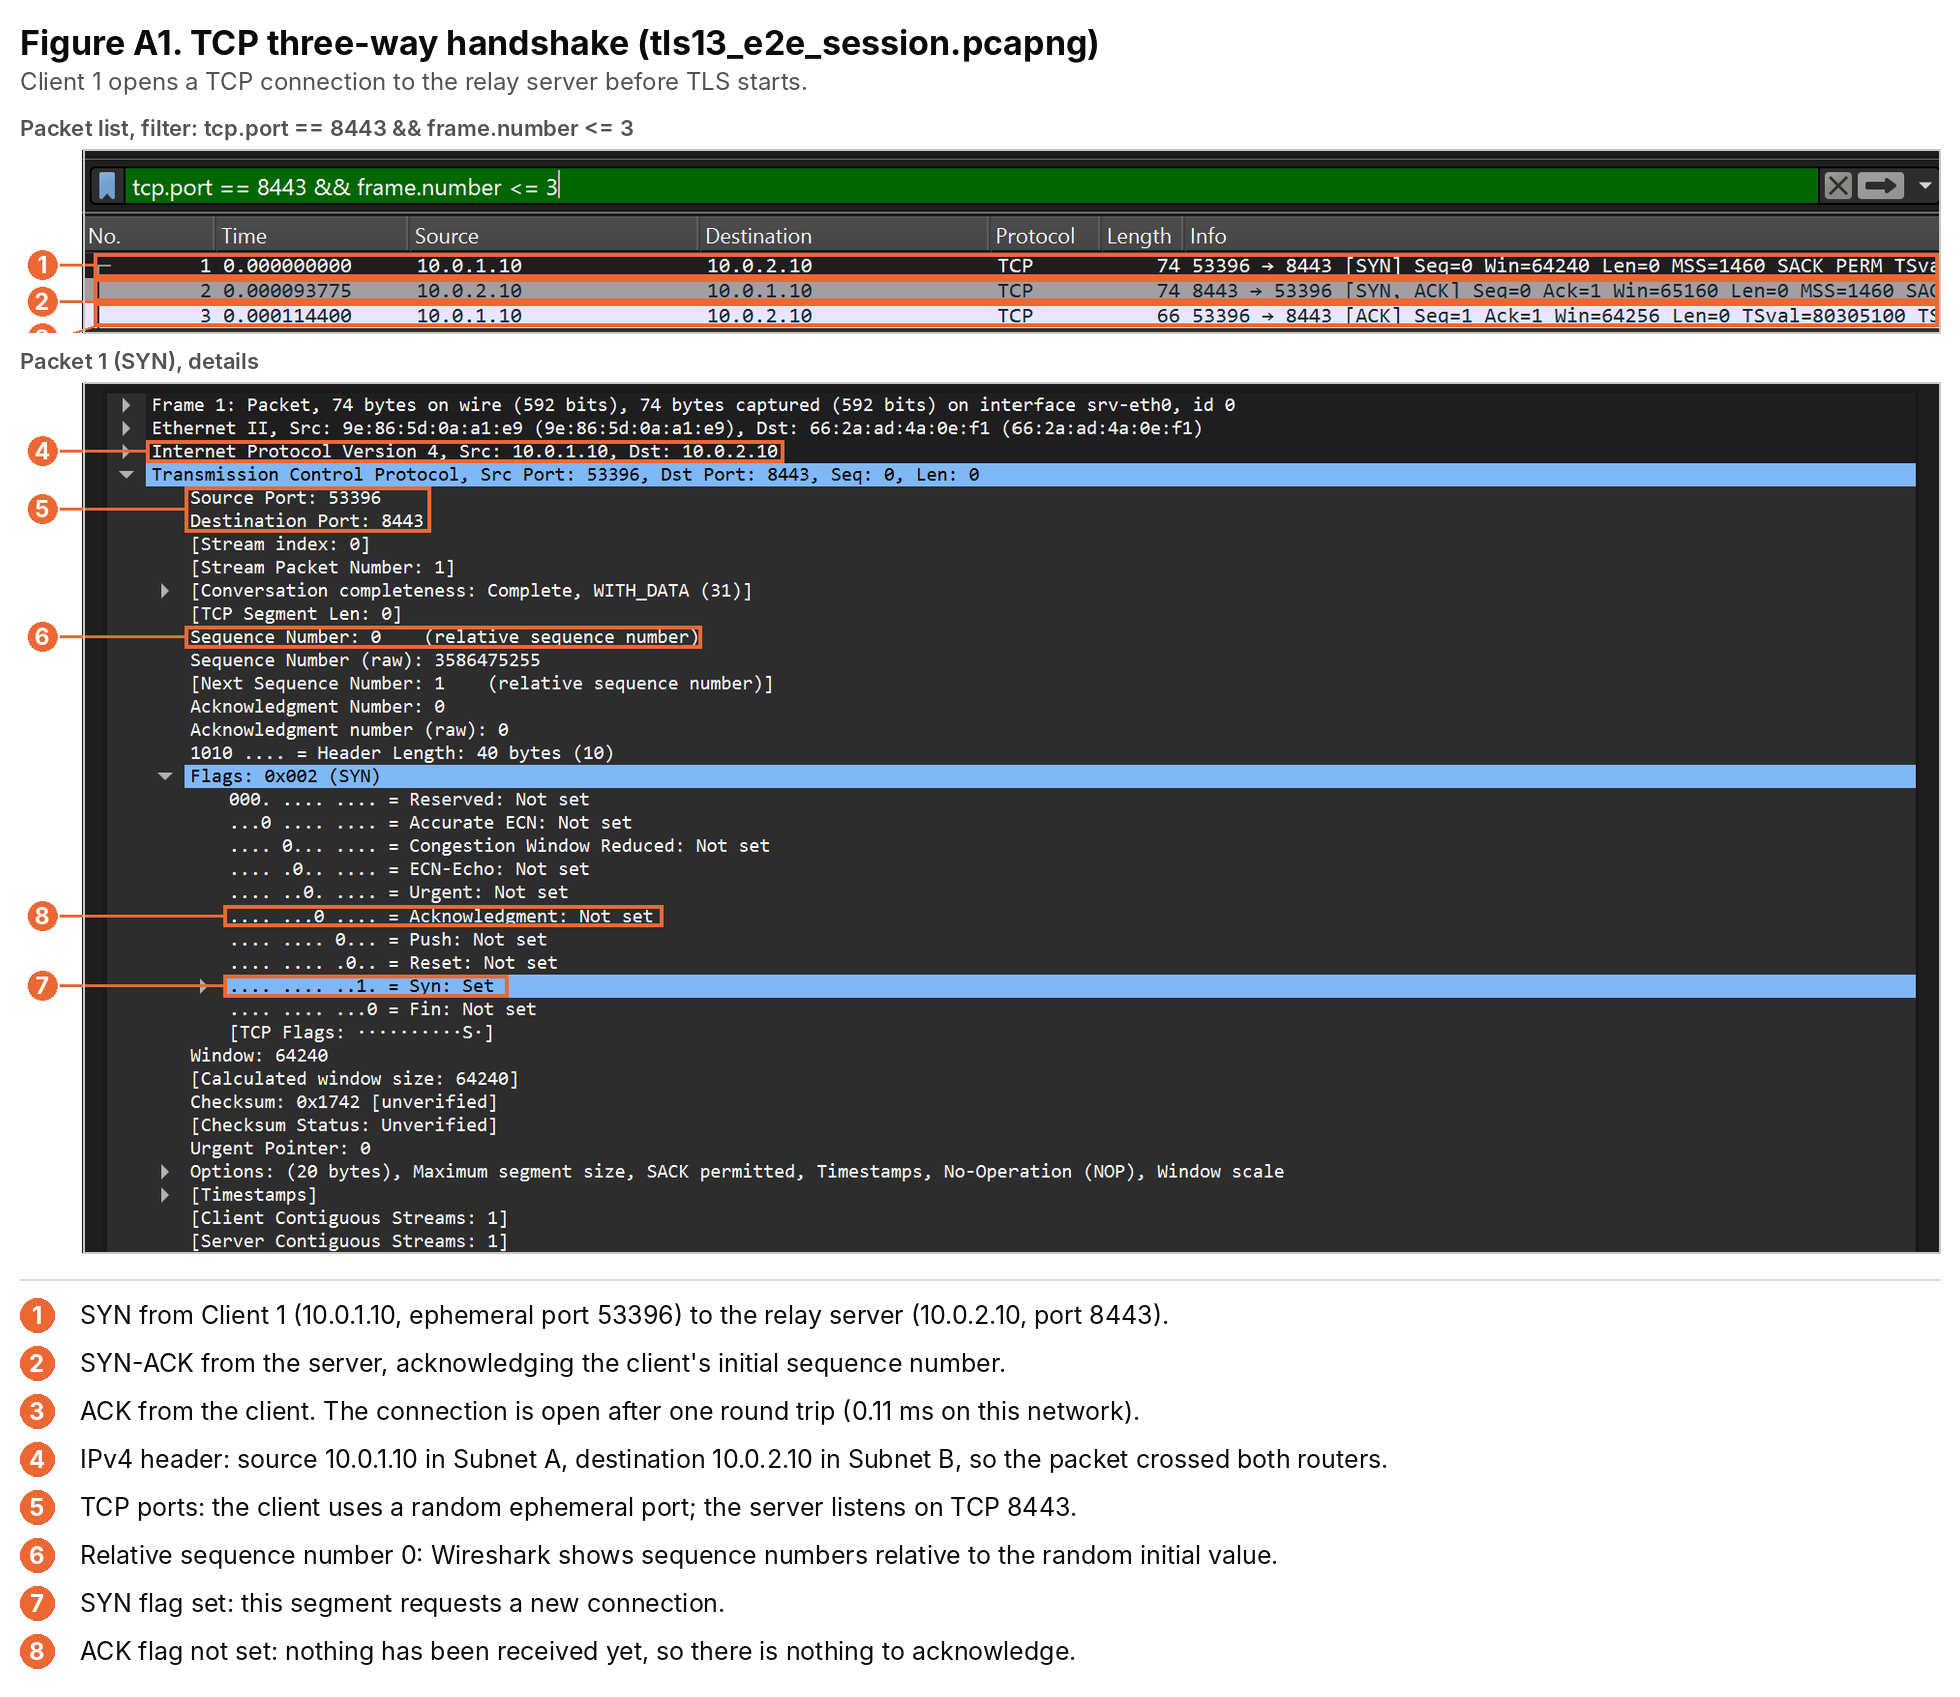 Figure A1. TCP three-way handshake (tls13_e2e_session.pcapng)
Client 1 opens a TCP connection to the relay server before TLS starts.
Packet list, filter: tcp.port == 8443 && frame.number <= 3
tcp.port == 8443 && frame.number <= 3
No. Time Source Destination Protocol Length Info
1 1 0.000000000 10.0.1.10 10.0.2.10 TCP 74 53396 → 8443 [SYN] Seq=0 Win=64240 Len=0 MSS=1460 SACK_PERM TSva
2 2 0.000093775 10.0.2.10 10.0.1.10 TCP 74 8443 → 53396 [SYN, ACK] Seq=0 Ack=1 Win=65160 Len=0 MSS=1460 SAC
3 0.000114400 10.0.1.10 10.0.2.10 TCP 66 53396 → 8443 [ACK] Seq=1 Ack=1 Win=64256 Len=0 TSval=80305100 TS
Packet 1 (SYN), details
Frame 1: Packet, 74 bytes on wire (592 bits), 74 bytes captured (592 bits) on interface srv-eth0, id 0
Ethernet II, Src: 9e:86:5d:0a:a1:e9 (9e:86:5d:0a:a1:e9), Dst: 66:2a:ad:4a:0e:f1 (66:2a:ad:4a:0e:f1)
4 Internet Protocol Version 4, Src: 10.0.1.10, Dst: 10.0.2.10
Transmission Control Protocol, Src Port: 53396, Dst Port: 8443, Seq: 0, Len: 0
Source Port: 53396
5 Destination Port: 8443
[Stream index: 0]
[Stream Packet Number: 1]
[Conversation completeness: Complete, WITH_DATA (31)]
[TCP Segment Len: 0]
6 Sequence Number: 0 (relative sequence number)
Sequence Number (raw): 3586475255
[Next Sequence Number: 1 (relative sequence number)]
Acknowledgment Number: 0
Acknowledgment number (raw): 0
1010 .... = Header Length: 40 bytes (10)
Flags: 0x002 (SYN)
000. .... .... = Reserved: Not set
...0 .... .... = Accurate ECN: Not set
.... 0... .... = Congestion Window Reduced: Not set
.... .0.. .... = ECN-Echo: Not set
.... ..0. .... = Urgent: Not set
8 .... ...0 .... = Acknowledgment: Not set
.... .... 0... = Push: Not set
.... .... .0.. = Reset: Not set
7 .... .... ..1. = Syn: Set
.... .... ...0 = Fin: Not set
[TCP Flags: ··········S·]
Window: 64240
[Calculated window size: 64240]
Checksum: 0x1742 [unverified]
[Checksum Status: Unverified]
Urgent Pointer: 0
Options: (20 bytes), Maximum segment size, SACK permitted, Timestamps, No-Operation (NOP), Window scale
[Timestamps]
[Client Contiguous Streams: 1]
[Server Contiguous Streams: 1]
1 SYN from Client 1 (10.0.1.10, ephemeral port 53396) to the relay server (10.0.2.10, port 8443).
2 SYN-ACK from the server, acknowledging the client's initial sequence number.
3 ACK from the client. The connection is open after one round trip (0.11 ms on this network).
4 IPv4 header: source 10.0.1.10 in Subnet A, destination 10.0.2.10 in Subnet B, so the packet crossed both routers.
5 TCP ports: the client uses a random ephemeral port; the server listens on TCP 8443.
6 Relative sequence number 0: Wireshark shows sequence numbers relative to the random initial value.
7 SYN flag set: this segment requests a new connection.
8 ACK flag not set: nothing has been received yet, so there is nothing to acknowledge.